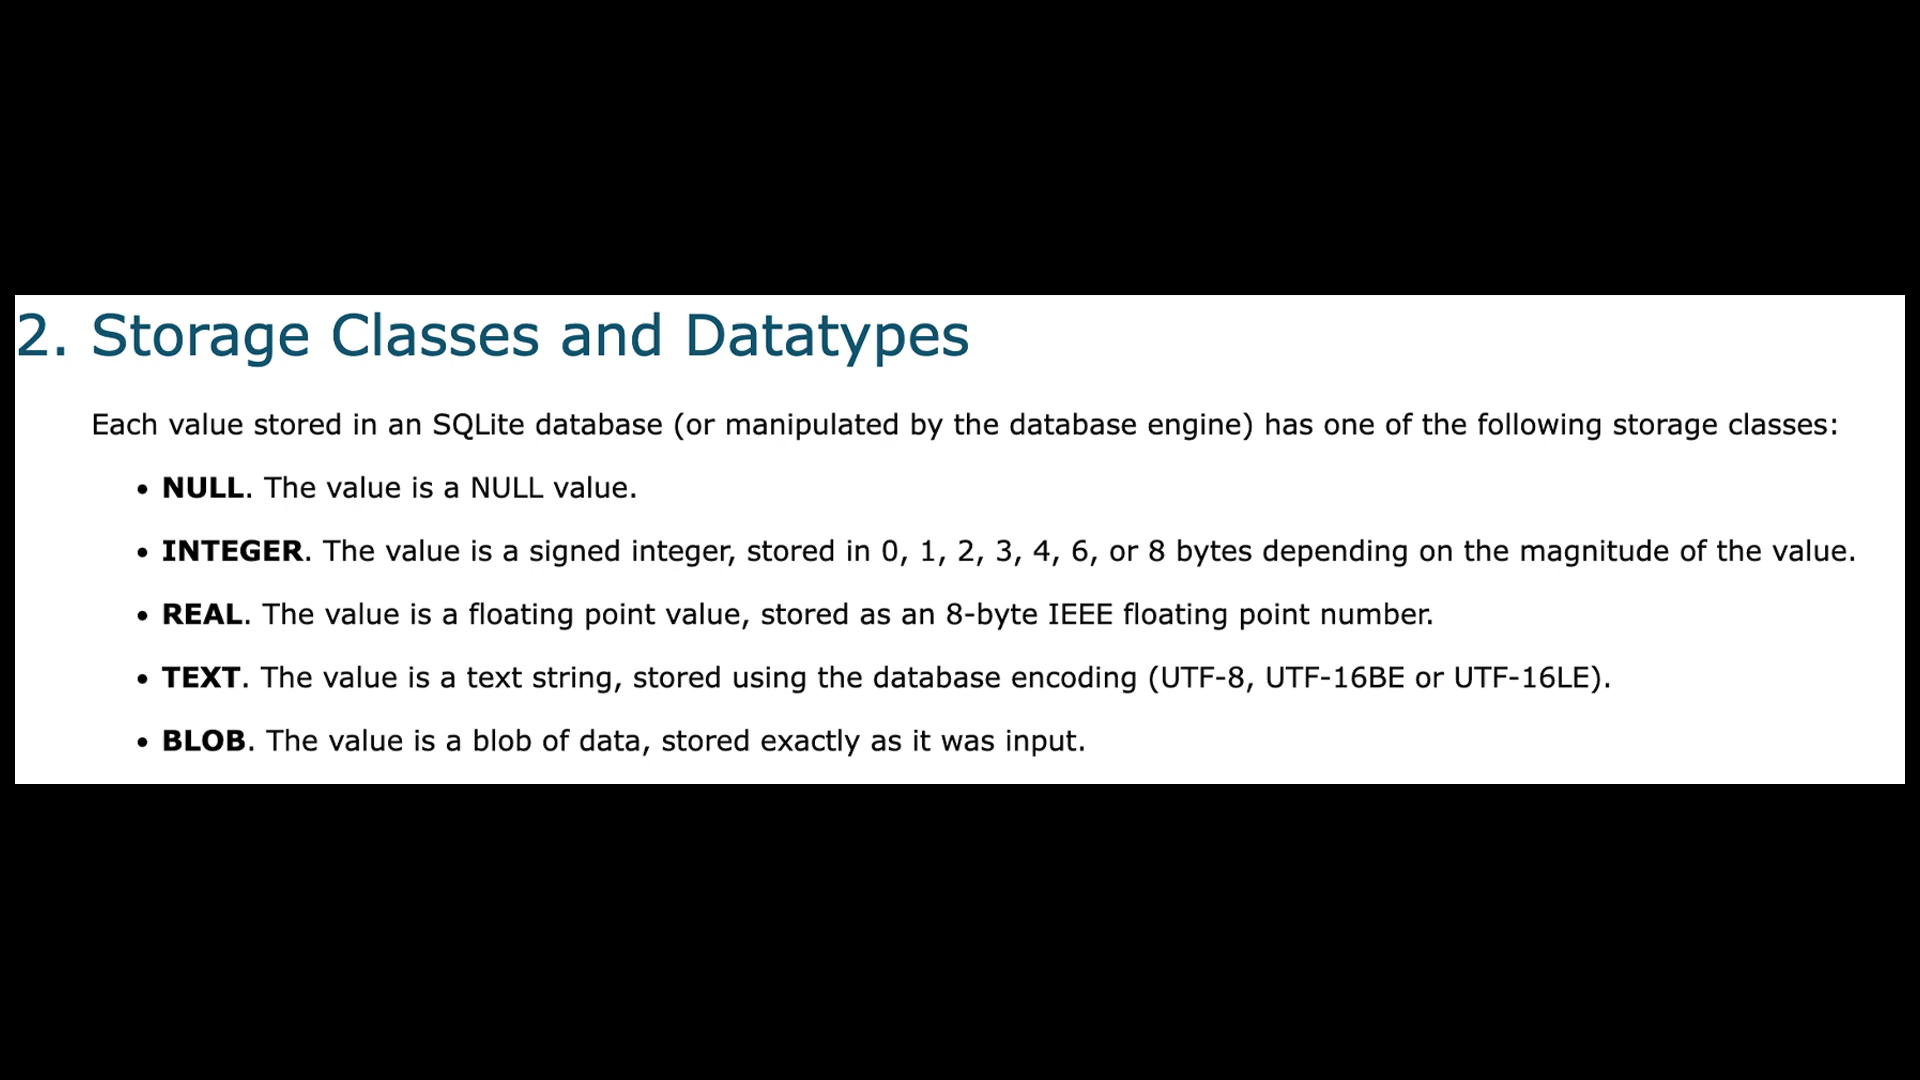 2. Storage Classes and Datatypes
Each value stored in an SQLite database (or manipulated by the database engine) has one of the following storage classes:
• NULL. The value is a NULL value.
• INTEGER. The value is a signed integer, stored in 0, 1, 2, 3, 4, 6, or 8 bytes depending on the magnitude of the value.
• REAL. The value is a floating point value, stored as an 8-byte IEEE floating point number.
• TEXT. The value is a text string, stored using the database encoding (UTF-8, UTF-16BE or UTF-16LE).
• BLOB. The value is a blob of data, stored exactly as it was input.